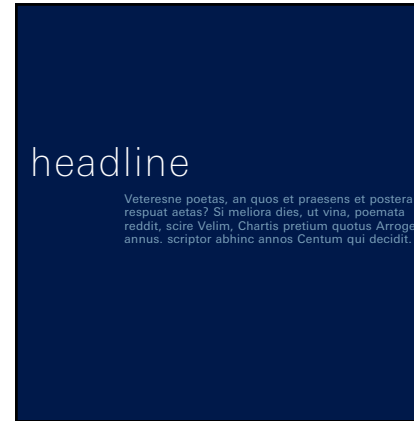 headline
Veteresne poetas, an quos et praesens et postera
respuat aetas? Si meliora dies, ut vina, poemata
reddit, scire Velim, Chartis pretium quotus Arroge
annus. scriptor abhinc annos Centum qui decidit.